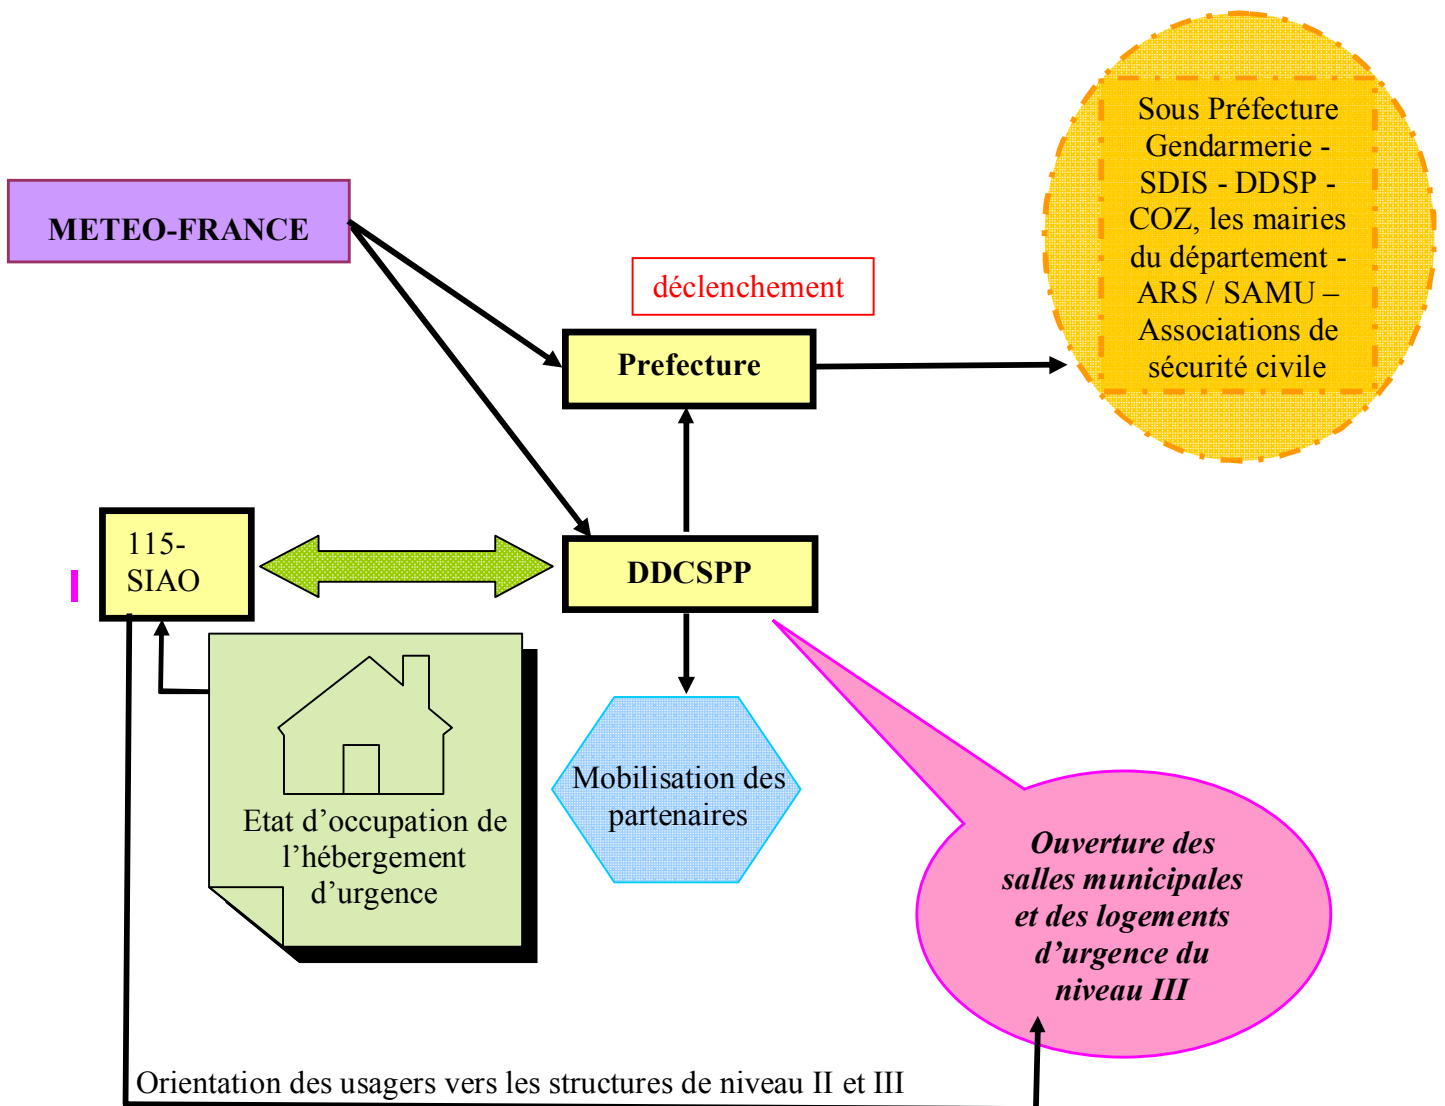 Sous Préfecture
Gendarmerie -
SDIS - DDSP -
COZ, les mairies
du département -
ARS / SAMU –
Associations de
sécurité civile
METEO-FRANCE
déclenchement
Prefecture
115-
SIAO
DDCSPP
Mobilisation des
partenaires
Etat d’occupation de
l’hébergement
d’urgence
Ouverture des
salles municipales
et des logements
d’urgence du
niveau III
Orientation des usagers vers les structures de niveau II et III